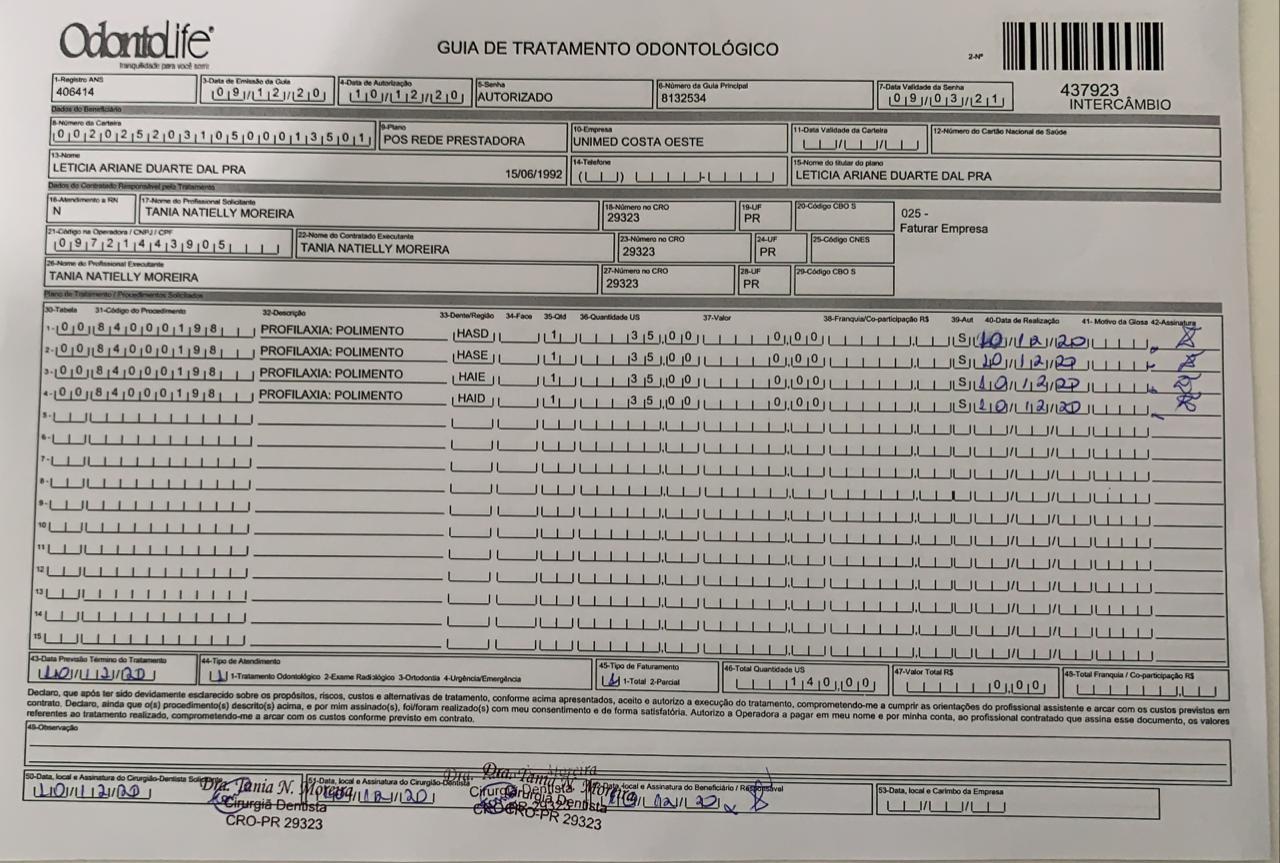 OdontoLife®
tranquilidade para você sorrir
GUIA DE TRATAMENTO ODONTOLÓGICO
2-Nº
437923
INTERCÂMBIO
1-Registro ANS 3-Data de Emissão da Guia 4-Data de Autorização 5-Senha 6-Número da Guia Principal 7-Data Validade da Senha
406414 09/12/20 10/12/20 AUTORIZADO 8132534 09/03/21
Dados do Beneficiário
8-Número da Carteira 9-Plano 10-Empresa 11-Data Validade da Carteira 12-Número do Cartão Nacional de Saúde
00202520310500013501 POS REDE PRESTADORA UNIMED COSTA OESTE
13-Nome 14-Telefone 15-Nome do titular do plano
LETICIA ARIANE DUARTE DAL PRA 15/06/1992 LETICIA ARIANE DUARTE DAL PRA
Dados do Contratado Responsável pelo Tratamento
16-Atendimento a RN 17-Nome do Profissional Solicitante 18-Número no CRO 19-UF 20-Código CBO S
N TANIA NATIELLY MOREIRA 29323 PR
025 -
Faturar Empresa
21-Código na Operadora / CNPJ / CPF 22-Nome do Contratado Executante 23-Número no CRO 24-UF 25-Código CNES
09721443905 TANIA NATIELLY MOREIRA 29323 PR
26-Nome do Profissional Executante 27-Número no CRO 28-UF 29-Código CBO S
TANIA NATIELLY MOREIRA 29323 PR
Plano de Tratamento / Procedimentos Solicitados
30-Tabela 31-Código do Procedimento 32-Descrição 33-Dente/Região 34-Face 35-Qtd 36-Quantidade US 37-Valor 38-Franquia/Co-participação R$ 39-Aut 40-Data de Realização 41- Motivo da Glosa 42-Assinatura
1- 00 84000198 PROFILAXIA: POLIMENTO HASD 1 35,00 0,00 S 10/12/20
2- 00 84000198 PROFILAXIA: POLIMENTO HASE 1 35,00 0,00 S 10/12/20
3- 00 84000198 PROFILAXIA: POLIMENTO HAIE 1 35,00 0,00 S 10/12/20
4- 00 84000198 PROFILAXIA: POLIMENTO HAID 1 35,00 0,00 S 10/12/20
5-
6-
7-
8-
9-
10
11
12
13
14
15
43-Data Previsão Término do Tratamento 44-Tipo de Atendimento 45-Tipo de Faturamento 46-Total Quantidade US 47-Valor Total R$ 48-Total Franquia / Co-participação R$
10/12/20 1-Tratamento Odontológico 2-Exame Radiológico 3-Ortodontia 4-Urgência/Emergência 1-Total 2-Parcial 140,00 0,00
Declaro, que após ter sido devidamente esclarecido sobre os propósitos, riscos, custos e alternativas de tratamento, conforme acima apresentados, aceito e autorizo a execução do tratamento, comprometendo-me a cumprir as orientações do profissional assistente e arcar com os custos previstos em
contrato. Declaro, ainda que o(s) procedimento(s) descrito(s) acima, e por mim assinado(s), foi/foram realizado(s) com meu consentimento e de forma satisfatória. Autorizo a Operadora a pagar em meu nome e por minha conta, ao profissional contratado que assina esse documento, os valores
referentes ao tratamento realizado, comprometendo-me a arcar com os custos conforme previsto em contrato.
49-Observação
50-Data, local e Assinatura do Cirurgião-Dentista Solicitante 51-Data, local e Assinatura do Cirurgião-Dentista Data, local e Assinatura do Beneficiário / Responsável 53-Data, local e Carimbo da Empresa
10/12/20 10/12/20 10/12/20
Dra. Tania N. Moreira
Cirurgiã Dentista
CRO-PR 29323
Dra. Tania N. Moreira
Cirurgiã Dentista
CRO-PR 29323